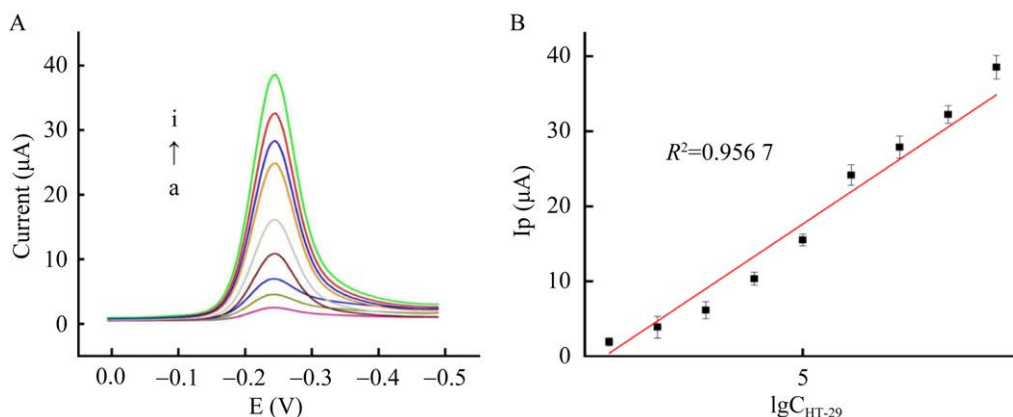 A
Current (μA)
40
30
20
10
0
i
↑
a
0.0 –0.1 –0.2 –0.3 –0.4 –0.5
E (V)
B
Ip (μA)
40
30
20
10
0
R²=0.956 7
5
lgC_HT-29